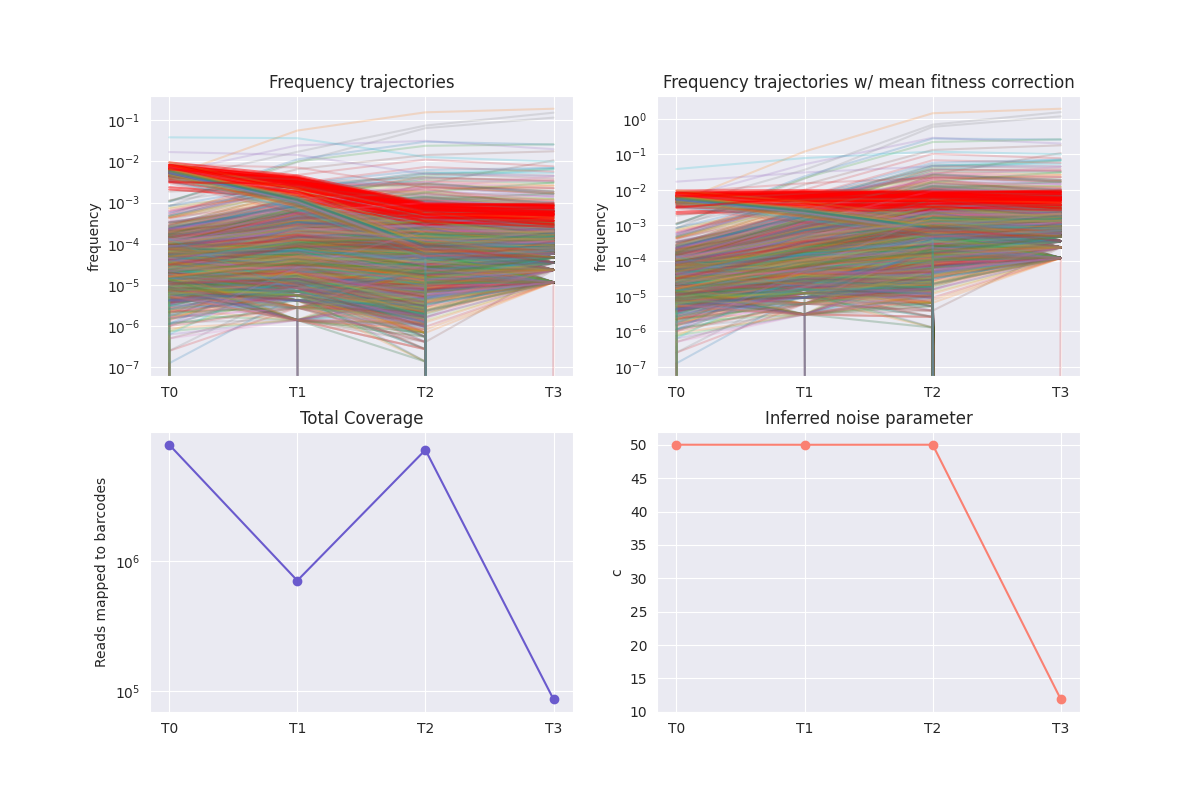 Frequency trajectories
frequency
10⁻¹
10⁻²
10⁻³
10⁻⁴
10⁻⁵
10⁻⁶
10⁻⁷
T0 T1 T2 T3
Frequency trajectories w/ mean fitness correction
frequency
10⁰
10⁻¹
10⁻²
10⁻³
10⁻⁴
10⁻⁵
10⁻⁶
10⁻⁷
T0 T1 T2 T3
Total Coverage
Reads mapped to barcodes
10⁶
10⁵
T0 T1 T2 T3
Inferred noise parameter
c
50
45
40
35
30
25
20
15
10
T0 T1 T2 T3